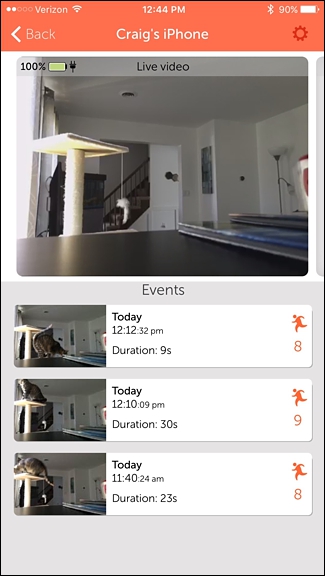 Verizon 12:44 PM 90%
Back Craig's iPhone
100% Live video
Events
Today
12:12:32 pm
Duration: 9s
8
Today
12:10:09 pm
Duration: 30s
9
Today
11:40:24 am
Duration: 23s
8